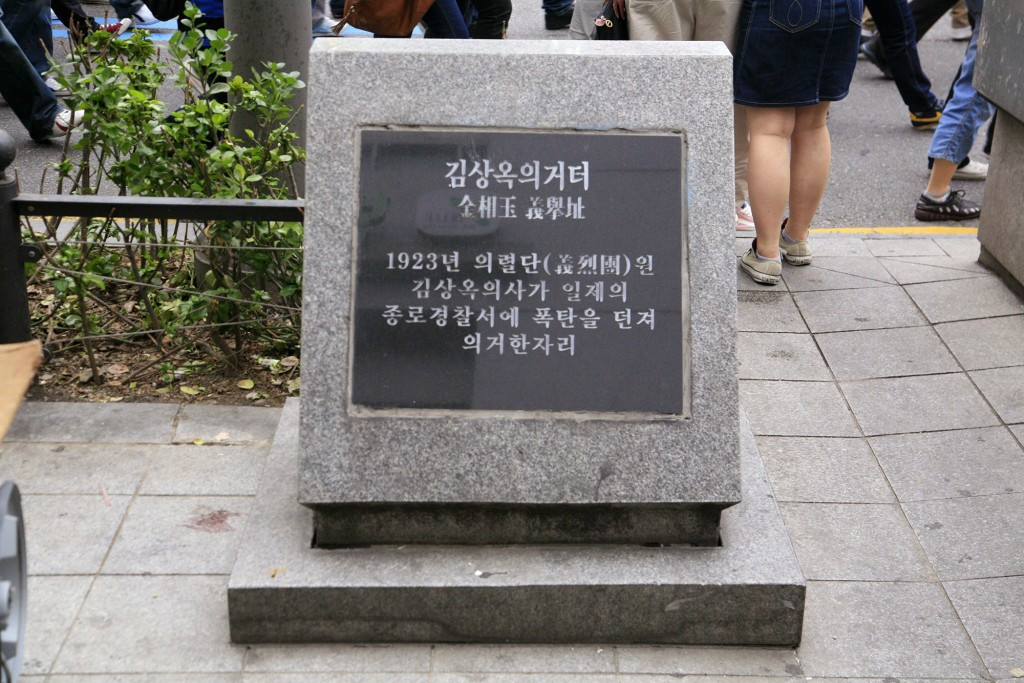 김상옥의거터
金相玉 義擧址
1923년 의렬단(義烈團)원
김상옥의사가 일제의
종로경찰서에 폭탄을 던져
의거한자리